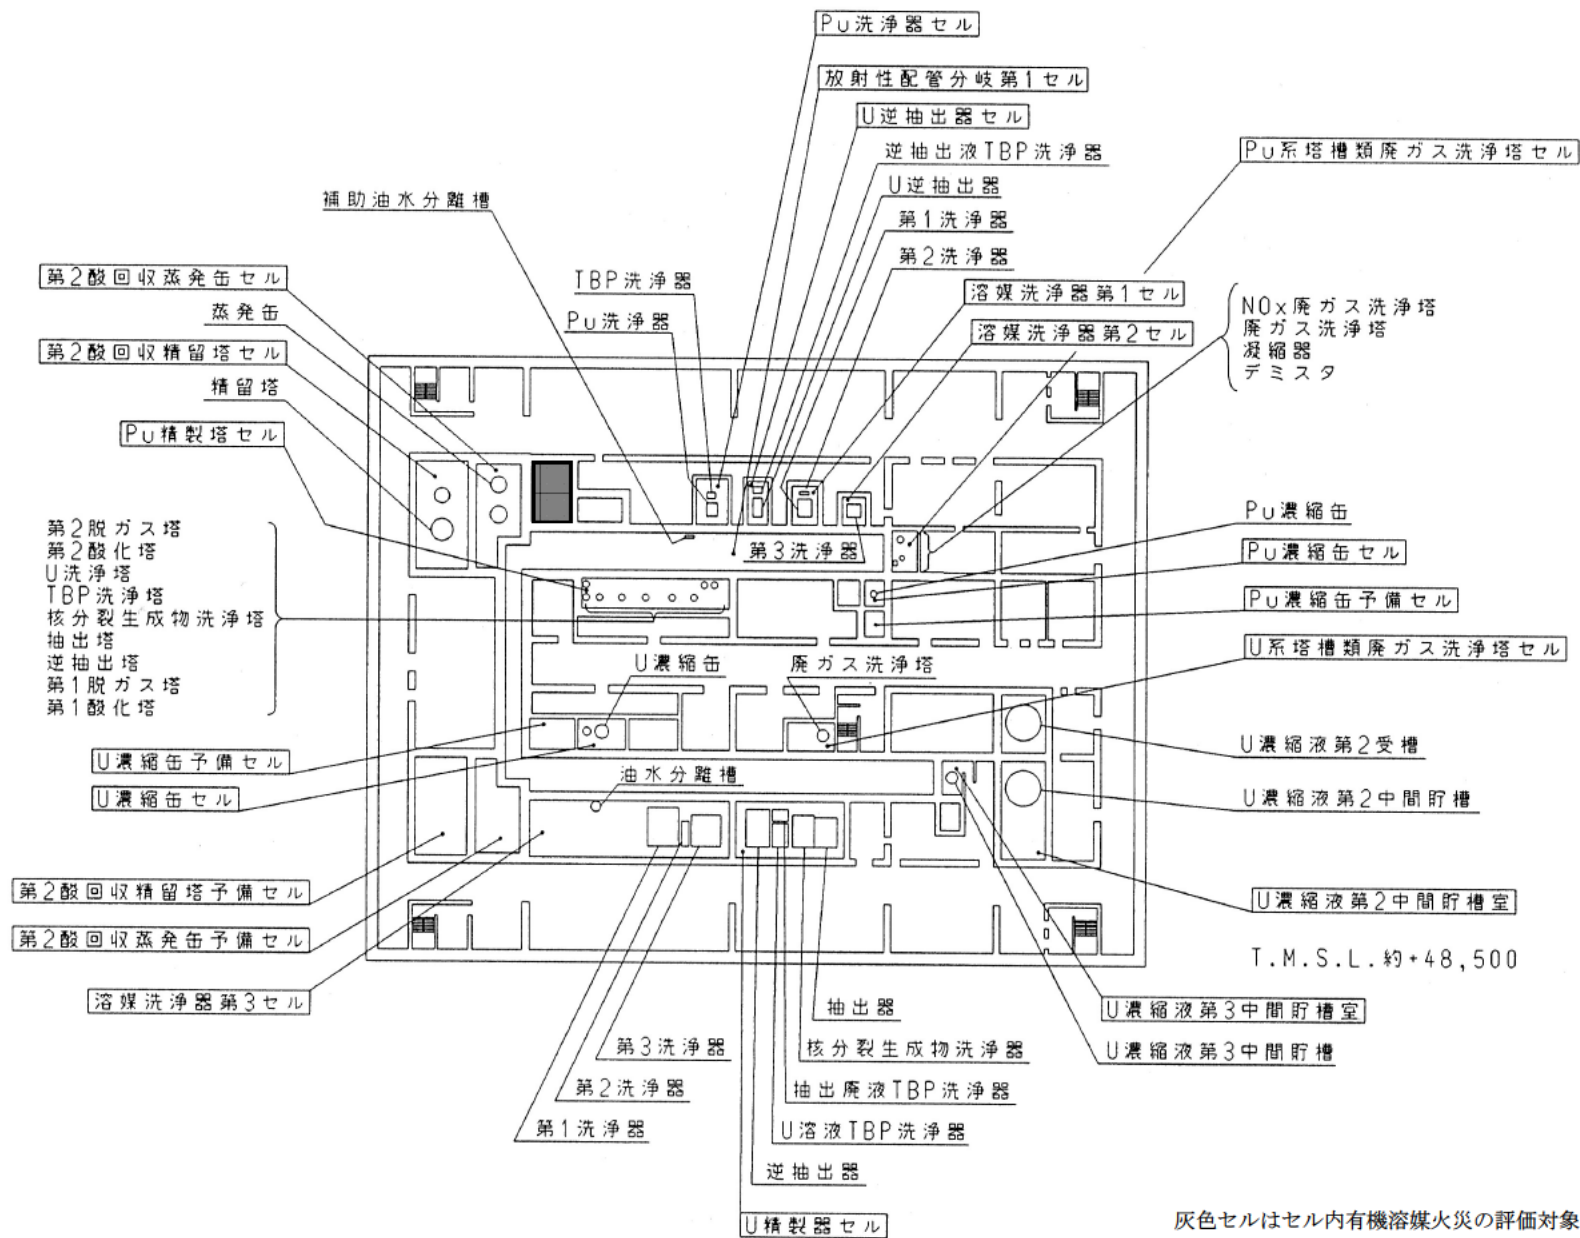 Pu洗浄器セル
放射性配管分岐第1セル
U逆抽出器セル
逆抽出液TBP洗浄器
U逆抽出器
第1洗浄器
第2洗浄器
Pu系塔槽類廃ガス洗浄塔セル
溶媒洗浄器第1セル
溶媒洗浄器第2セル
NOx廃ガス洗浄塔
廃ガス洗浄塔
凝縮器
デミスタ
補助油水分離槽
TBP洗浄器
Pu洗浄器
第2酸回収蒸発缶セル
蒸発缶
第2酸回収精留塔セル
精留塔
Pu精製塔セル
第2脱ガス塔
第2酸化塔
U洗浄塔
TBP洗浄塔
核分裂生成物洗浄塔
抽出塔
逆抽出塔
第1脱ガス塔
第1酸化塔
第3洗浄器
Pu濃縮缶
Pu濃縮缶セル
Pu濃縮缶予備セル
U系塔槽類廃ガス洗浄塔セル
U濃縮缶
廃ガス洗浄塔
U濃縮缶予備セル
U濃縮缶セル
油水分離槽
U濃縮液第2受槽
U濃縮液第2中間貯槽
第2酸回収精留塔予備セル
第2酸回収蒸発缶予備セル
溶媒洗浄器第3セル
U濃縮液第2中間貯槽室
T.M.S.L.約+48,500
U濃縮液第3中間貯槽室
U濃縮液第3中間貯槽
抽出器
第3洗浄器
核分裂生成物洗浄器
第2洗浄器
抽出廃液TBP洗浄器
第1洗浄器
U溶液TBP洗浄器
逆抽出器
U精製器セル
灰色セルはセル内有機溶媒火災の評価対象